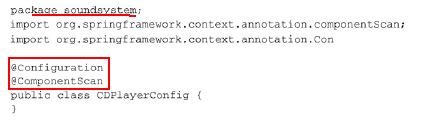 package soundsystem;
import org.springframework.context.annotation.componentScan;
import org.springframework.context.annotation.Con
@Configuration
@ComponentScan
public class CDPlayerConfig {
}